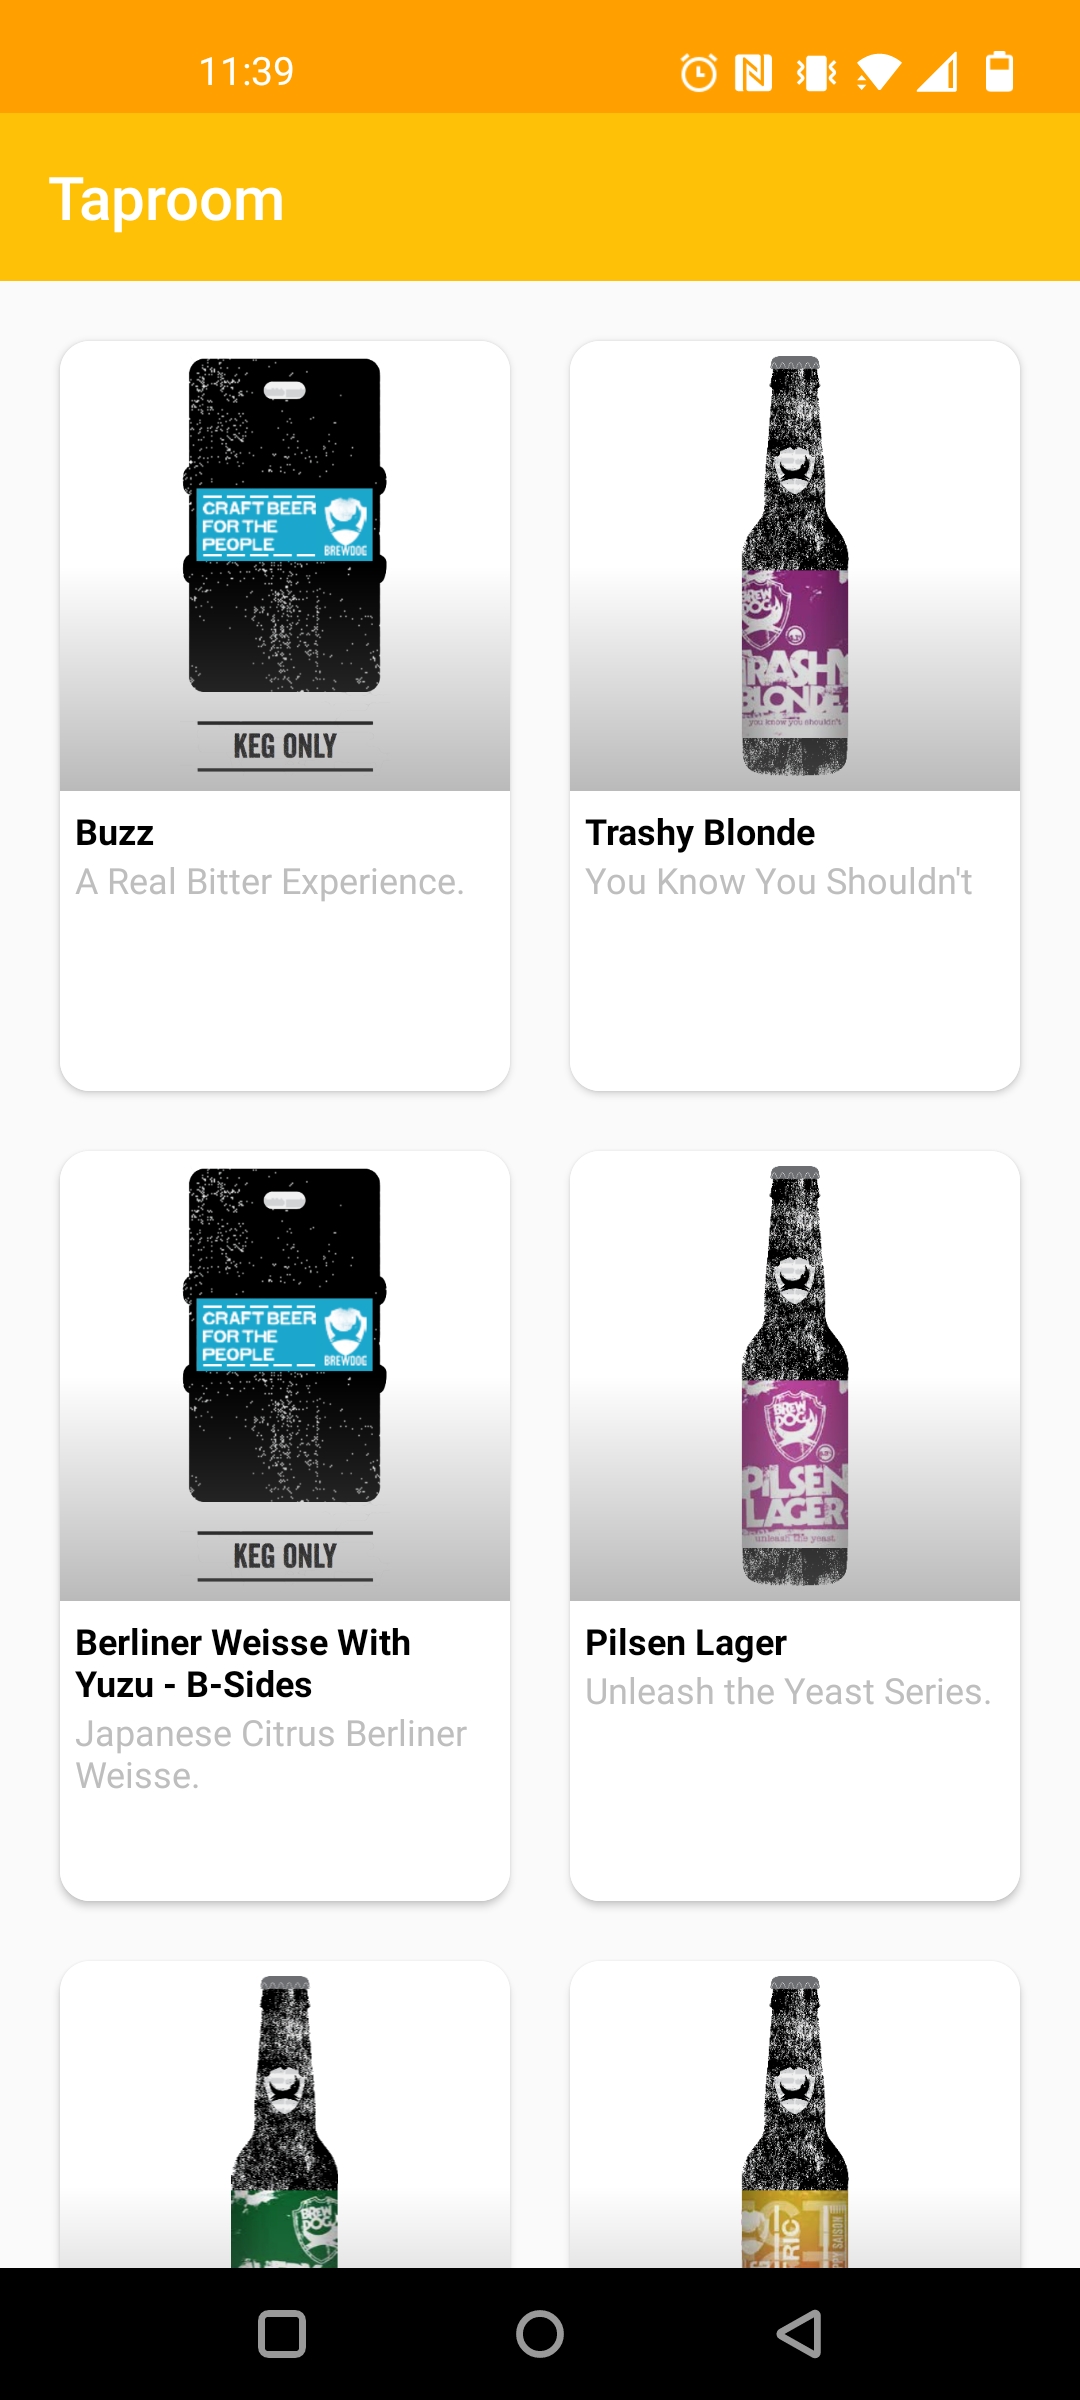 11:39
Taproom
CRAFT BEER
FOR THE
PEOPLE
BREWDOG
KEG ONLY
BREW
DOG
TRASHY
BLONDE
you know you shouldn't
Buzz
A Real Bitter Experience.
Trashy Blonde
You Know You Shouldn't
CRAFT BEER
FOR THE
PEOPLE
BREWDOG
KEG ONLY
BREW
DOG
PILSEN
LAGER
unleash the yeast
Berliner Weisse With
Yuzu - B-Sides
Japanese Citrus Berliner
Weisse.
Pilsen Lager
Unleash the Yeast Series.
BREW
DOG
SAISON